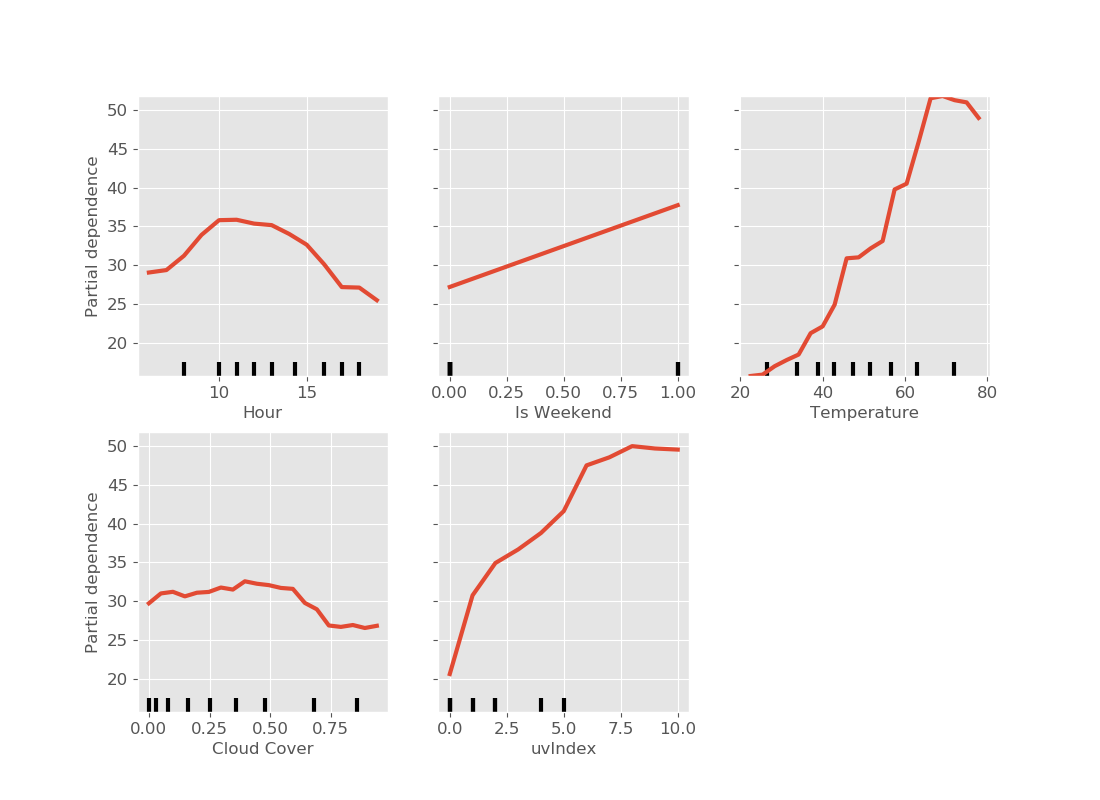 50
45
40
35
30
25
20
Partial dependence
10 15
Hour
0.00 0.25 0.50 0.75 1.00
Is Weekend
20 40 60 80
Temperature
50
45
40
35
30
25
20
Partial dependence
0.00 0.25 0.50 0.75
Cloud Cover
0.0 2.5 5.0 7.5 10.0
uvIndex